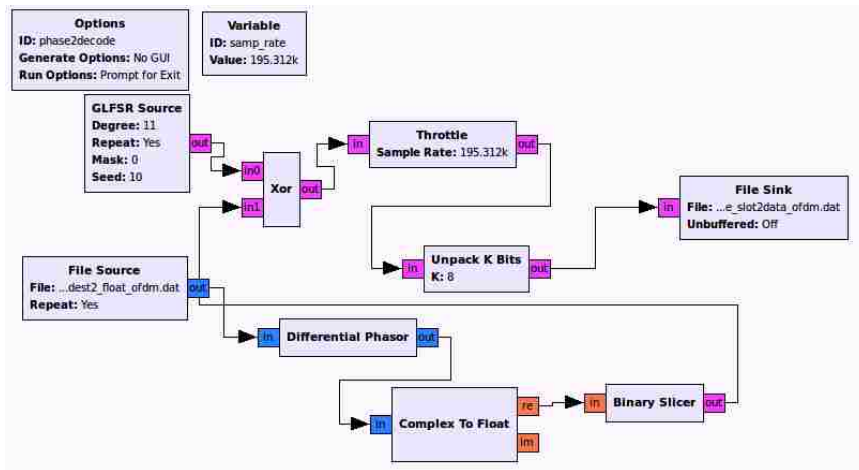 Options
ID: phase2decode
Generate Options: No GUI
Run Options: Prompt for Exit
Variable
ID: samp_rate
Value: 195.312k
GLFSR Source
Degree: 11
Repeat: Yes
Mask: 0
Seed: 10
out
in0
in1
Xor
out
in
Throttle
Sample Rate: 195.312k
out
in
File Sink
File: ...e_slot2data_ofdm.dat
Unbuffered: Off
in
Unpack K Bits
K: 8
out
File Source
File: ...dest2_float_ofdm.dat
Repeat: Yes
out
in
Differential Phasor
out
in
Complex To Float
re
im
in
Binary Slicer
out